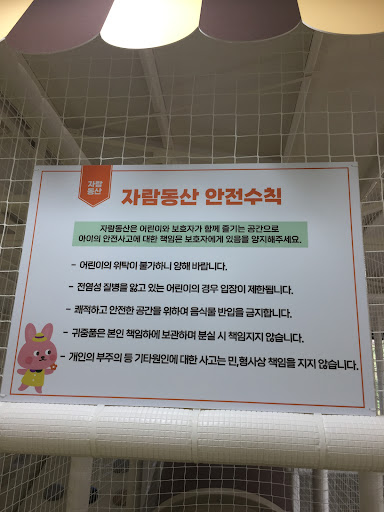 자람
동산
자람동산 안전수칙
자람동산은 어린이와 보호자가 함께 즐기는 공간으로
아이의 안전사고에 대한 책임은 보호자에게 있음을 양지해주세요.
- 어린이의 위탁이 불가하니 양해 바랍니다.
- 전염성 질병을 앓고 있는 어린이의 경우 입장이 제한됩니다.
- 쾌적하고 안전한 공간을 위하여 음식물 반입을 금지합니다.
- 귀중품은 본인 책임하에 보관하며 분실 시 책임지지 않습니다.
- 개인의 부주의 등 기타원인에 대한 사고는 민,형사상 책임을 지지 않습니다.